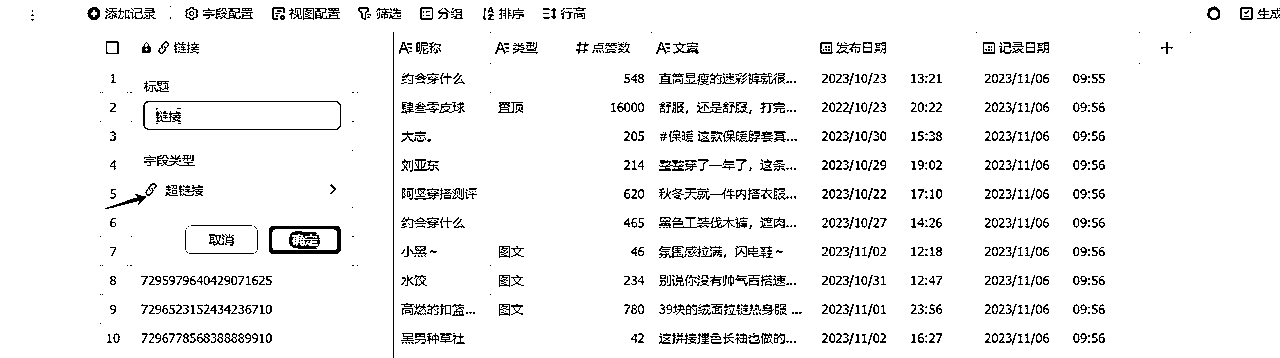 添加记录 字段配置 视图配置 筛选 分组 排序 行高 生成
链接 昵称 类型 # 点赞数 文案 发布日期 记录日期 +
1 约会穿什么 548 直筒显瘦的迷彩裤就很... 2023/10/23 13:21 2023/11/06 09:55
标题
2 肆叁零皮球 置顶 16000 舒服，还是舒服，打完... 2022/10/23 20:22 2023/11/06 09:56
链接
3 大志。 205 #保暖 这款保暖脖套真... 2023/10/30 15:38 2023/11/06 09:56
字段类型
4 刘亚东 214 整整穿了一年了，这条... 2023/10/29 19:02 2023/11/06 09:56
5 超链接 阿坚穿搭测评 620 秋冬天就一件内搭衣服... 2023/10/22 17:10 2023/11/06 09:56
6 约会穿什么 465 黑色工装伐木裤，遮肉... 2023/10/27 14:26 2023/11/06 09:56
取消 确定
7 小黑~ 图文 46 氛围感拉满，闪电鞋~ 2023/11/02 12:18 2023/11/06 09:56
8 7295979640429071625 水饺 图文 234 别说你没有帅气百搭速... 2023/10/31 12:47 2023/11/06 09:56
9 7296523152434236710 高燃的扣篮... 图文 780 39块的绒面拉链热身服 ... 2023/11/01 23:56 2023/11/06 09:56
10 7296778568388889910 黑男种草社 42 这拼接撞色长袖也做的... 2023/11/02 16:27 2023/11/06 09:56